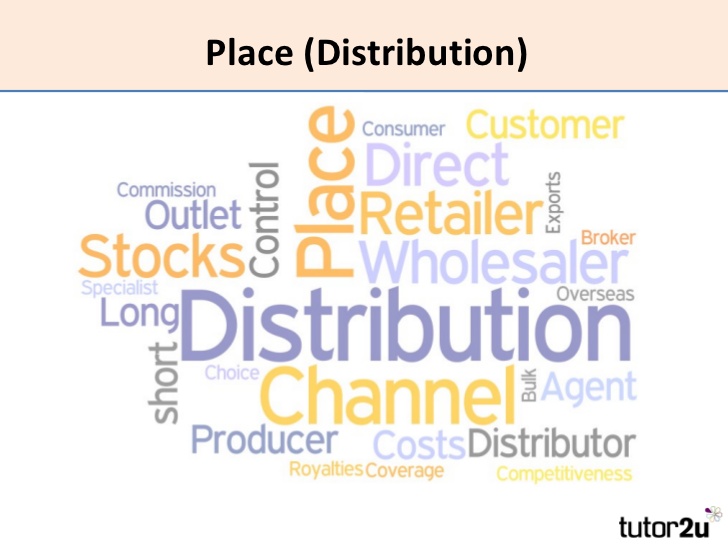 Place (Distribution)
Consumer
Customer
Place
Direct
Control
Commission
Outlet
Retailer
Exports
Broker
Stocks
Wholesaler
Specialist
Overseas
Long
Distribution
short
Choice
Channel
Bulk
Agent
Producer
Costs
Distributor
Royalties
Coverage
Competitiveness
tutor2u